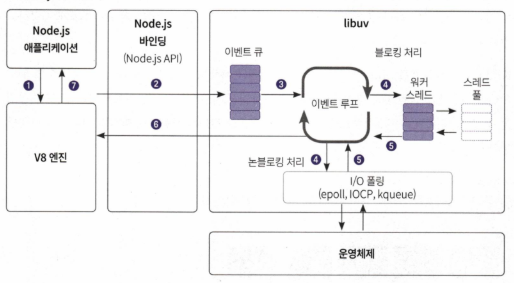 Node.js
애플리케이션
❶
❼
V8 엔진
Node.js
바인딩
(Node.js API)
❷
❻
libuv
이벤트 큐
❸
이벤트 루프
블로킹 처리
❹
워커
스레드
스레드
풀
❺
논블로킹 처리
❹
❺
I/O 폴링
(epoll, IOCP, kqueue)
운영체제